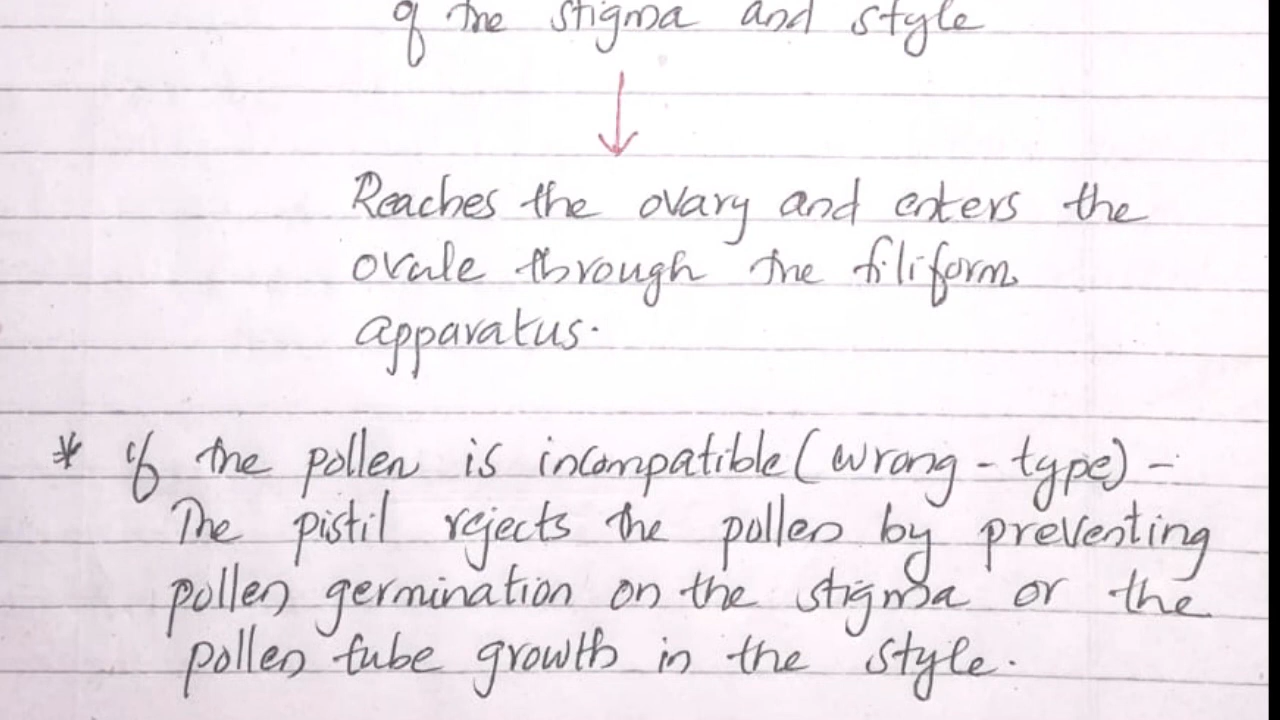 of the stigma and style
Reaches the ovary and enters the
ovule through the filiform
apparatus.
* if the pollen is incompatible (wrong-type) -
The pistil rejects the pollen by preventing
pollen germination on the stigma or the
pollen tube growth in the style.